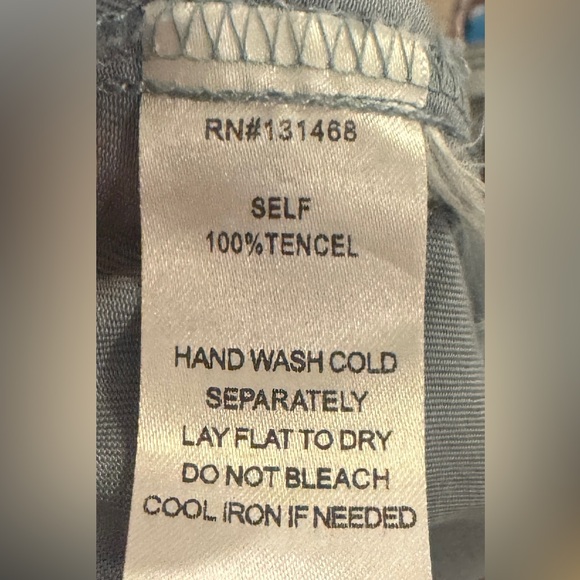 RN#131468
SELF
100%TENCEL
HAND WASH COLD
SEPARATELY
LAY FLAT TO DRY
DO NOT BLEACH
COOL IRON IF NEEDED